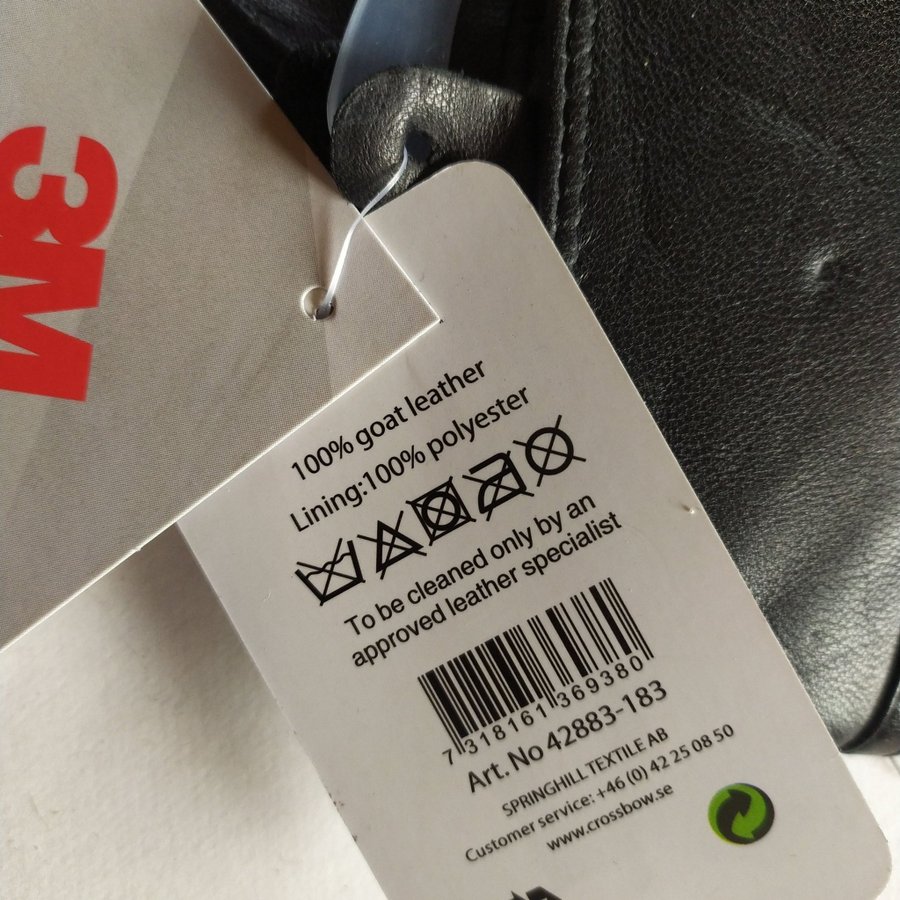 3M
100% goat leather
Lining:100% polyester
To be cleaned only by an
approved leather specialist
7 318161 369380
Art. No 42883-183
SPRINGHILL TEXTILE AB
Customer service: +46 (0) 42 25 08 50
www.crossbow.se